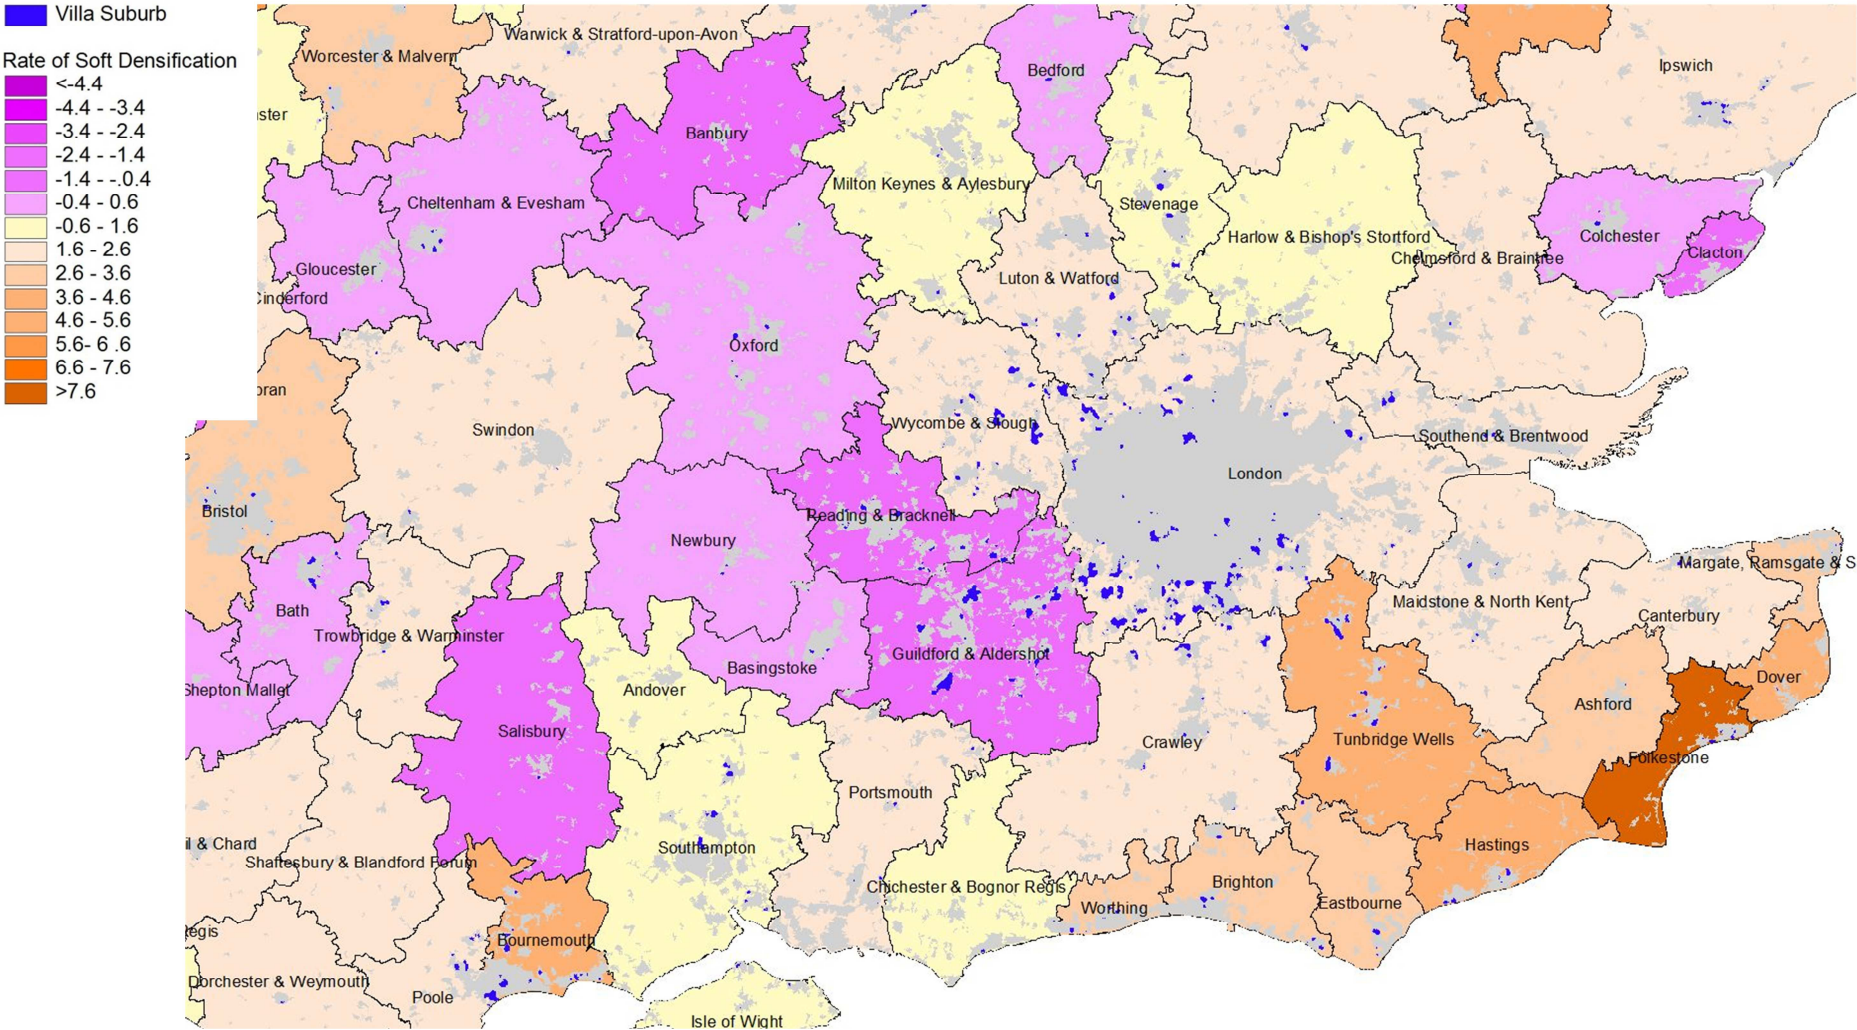 Villa Suburb
Rate of Soft Densification
<-4.4
-4.4 - -3.4
-3.4 - -2.4
-2.4 - -1.4
-1.4 - -.0.4
-0.4 - 0.6
-0.6 - 1.6
1.6 - 2.6
2.6 - 3.6
3.6 - 4.6
4.6 - 5.6
5.6- 6 .6
6.6 - 7.6
>7.6
Warwick & Stratford-upon-Avon
Worcester & Malvern
Ipswich
Bedford
ster
Banbury
Milton Keynes & Aylesbury
Cheltenham & Evesham
Stevenage
Harlow & Bishop's Stortford
Colchester
Clacton
Chelmsford & Braintree
Gloucester
Luton & Watford
Cinderford
Oxford
oran
Wycombe & Slough
Swindon
Southend & Brentwood
London
Bristol
Reading & Bracknell
Newbury
Margate, Ramsgate & S
Bath
Maidstone & North Kent
Canterbury
Trowbridge & Warminster
Guildford & Aldershot
Basingstoke
Dover
Shepton Mallet
Andover
Ashford
Salisbury
Crawley
Tunbridge Wells
Folkestone
Portsmouth
il & Chard
Southampton
Hastings
Shaftesbury & Blandford Forum
Brighton
Chichester & Bognor Regis
Eastbourne
Worthing
Regis
Bournemouth
Dorchester & Weymouth
Poole
Isle of Wight